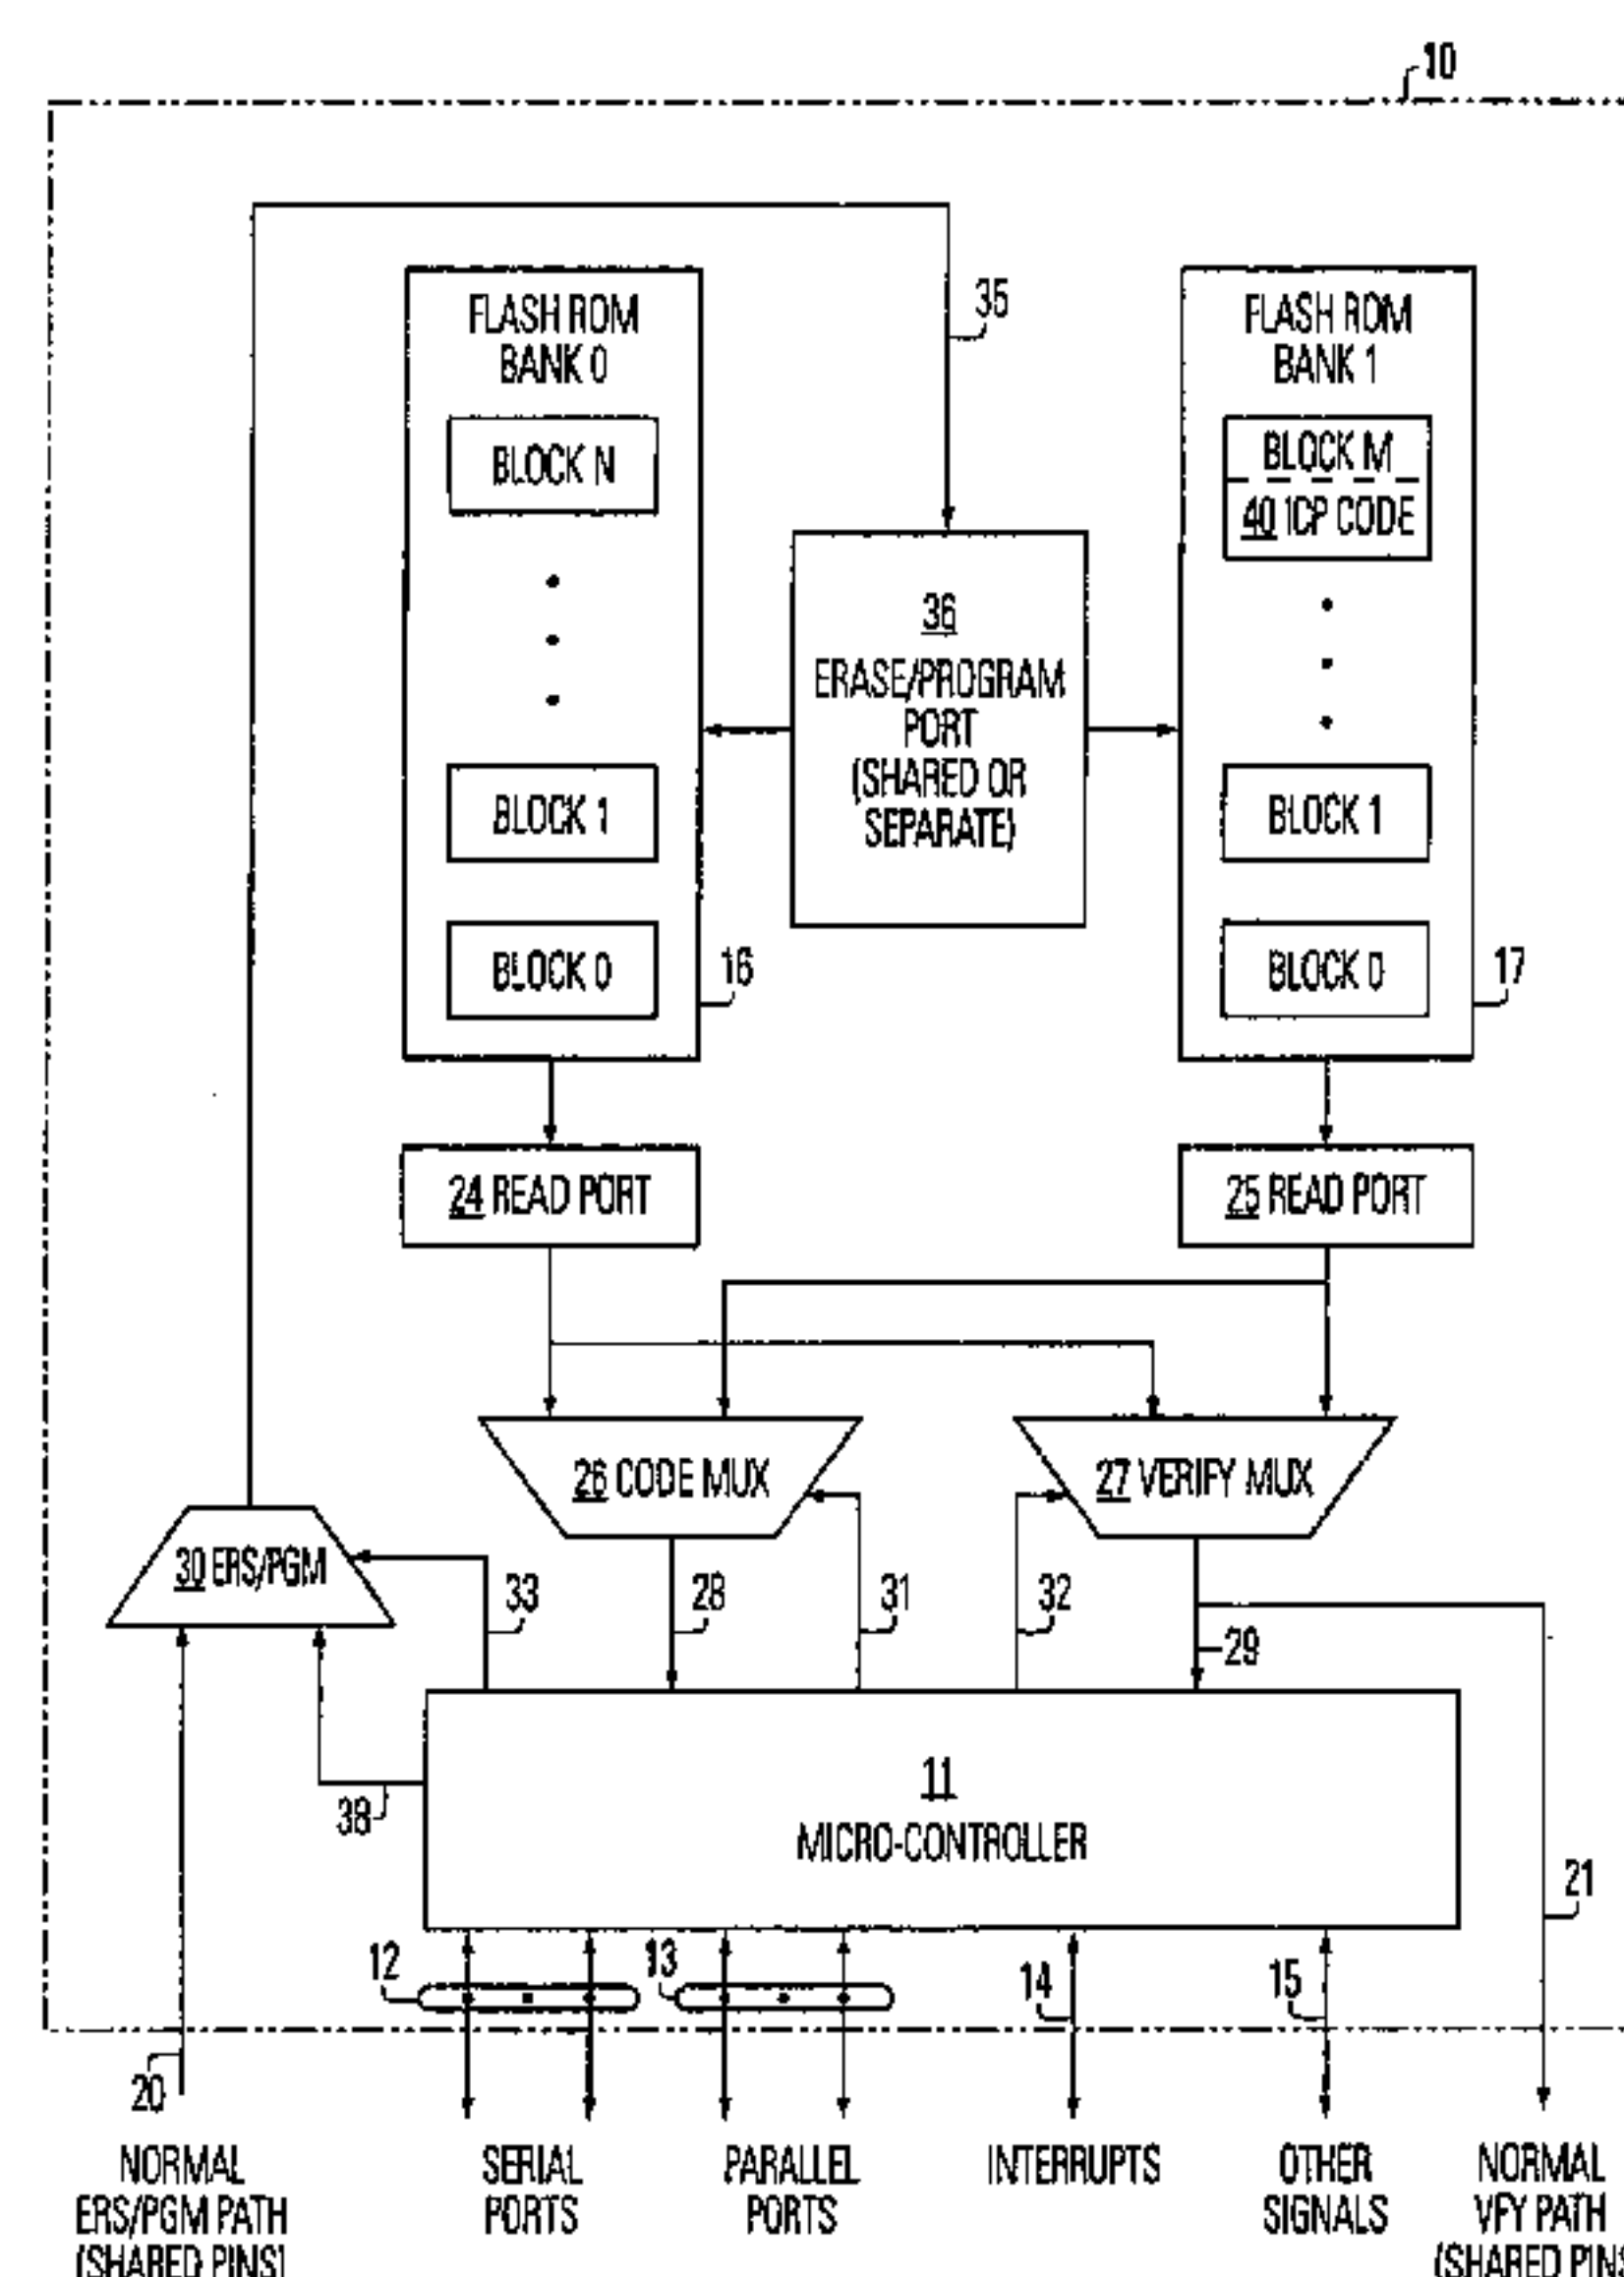 10
35
FLASH ROM
BANK 0
BLOCK N
BLOCK 1
BLOCK 0
16
36
ERASE/PROGRAM
PORT
(SHARED OR
SEPARATE)
FLASH ROM
BANK 1
BLOCK M
40 ICP CODE
BLOCK 1
BLOCK 0
17
24 READ PORT
25 READ PORT
26 CODE MUX
27 VERIFY MUX
30 ERS/PGM
33
28
31
32
29
38
11
MICRO-CONTROLLER
21
12
13
14
15
20
NORMAL
ERS/PGM PATH
(SHARED PINS)
SERIAL
PORTS
PARALLEL
PORTS
INTERRUPTS
OTHER
SIGNALS
NORMAL
VFY PATH
(SHARED PINS